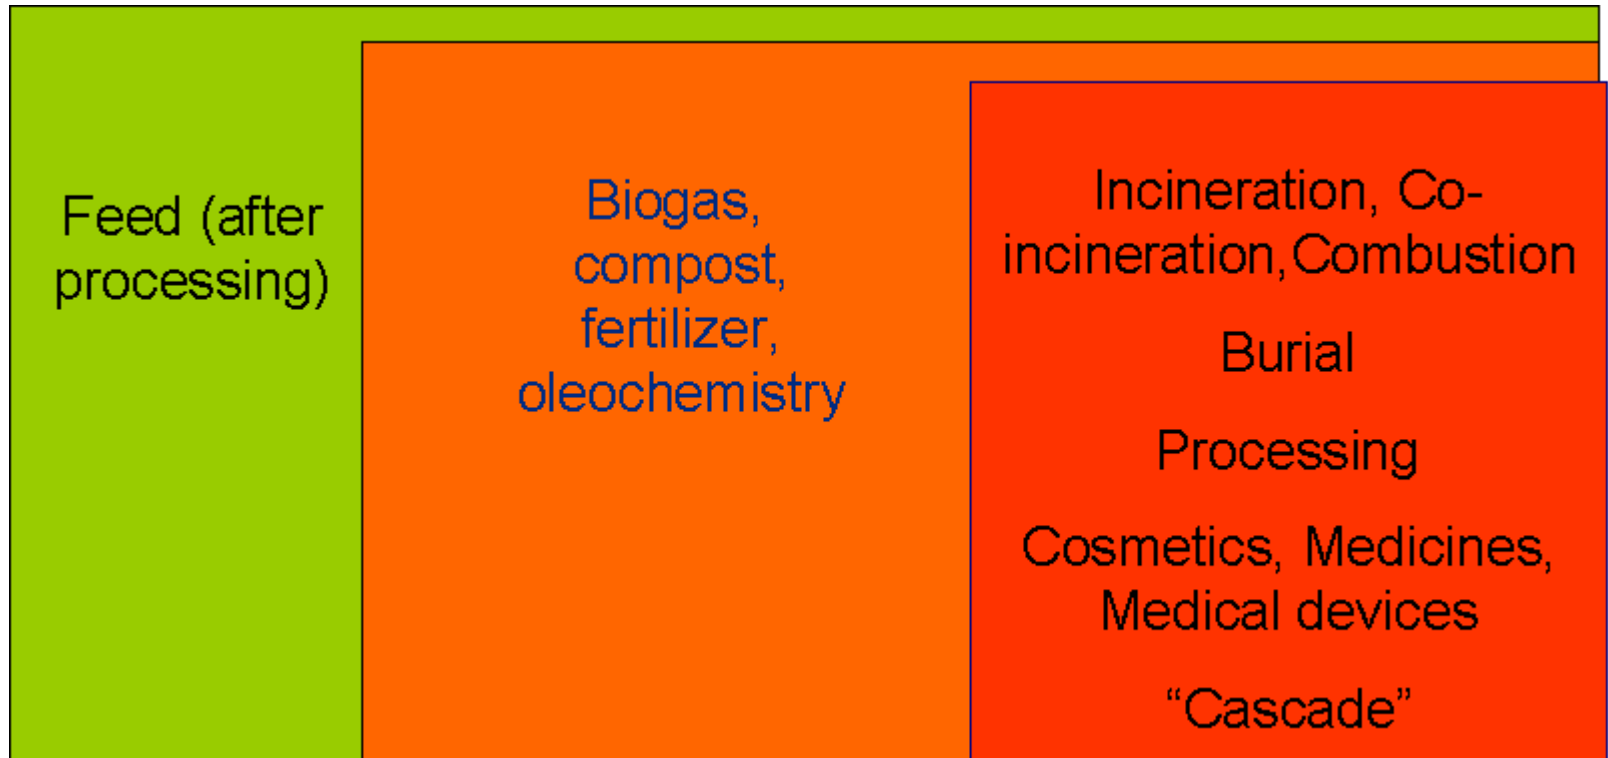 Feed (after
processing)
Biogas,
compost,
fertilizer,
oleochemistry
Incineration, Co-
incineration,Combustion
Burial
Processing
Cosmetics, Medicines,
Medical devices
“Cascade”